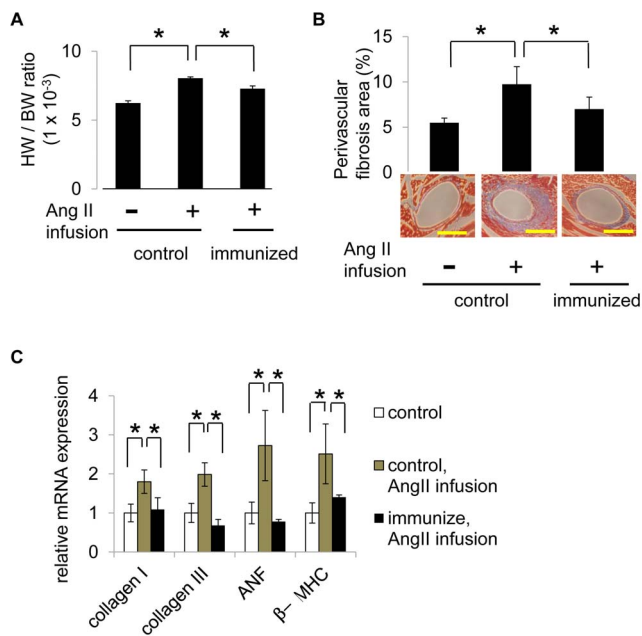 A
HW / BW ratio
(1 x 10-3)
10
5
0
*
*
Ang II
infusion
-
+
+
control
immunized
B
Perivascular
fibrosis area (%)
15
10
5
0
*
*
Ang II
infusion
-
+
+
control
immunized
C
relative mRNA expression
4
3
2
1
0
* *
* *
* *
* *
collagen I
collagen III
ANF
β– MHC
control
control,
AngII infusion
immunize,
AngII infusion